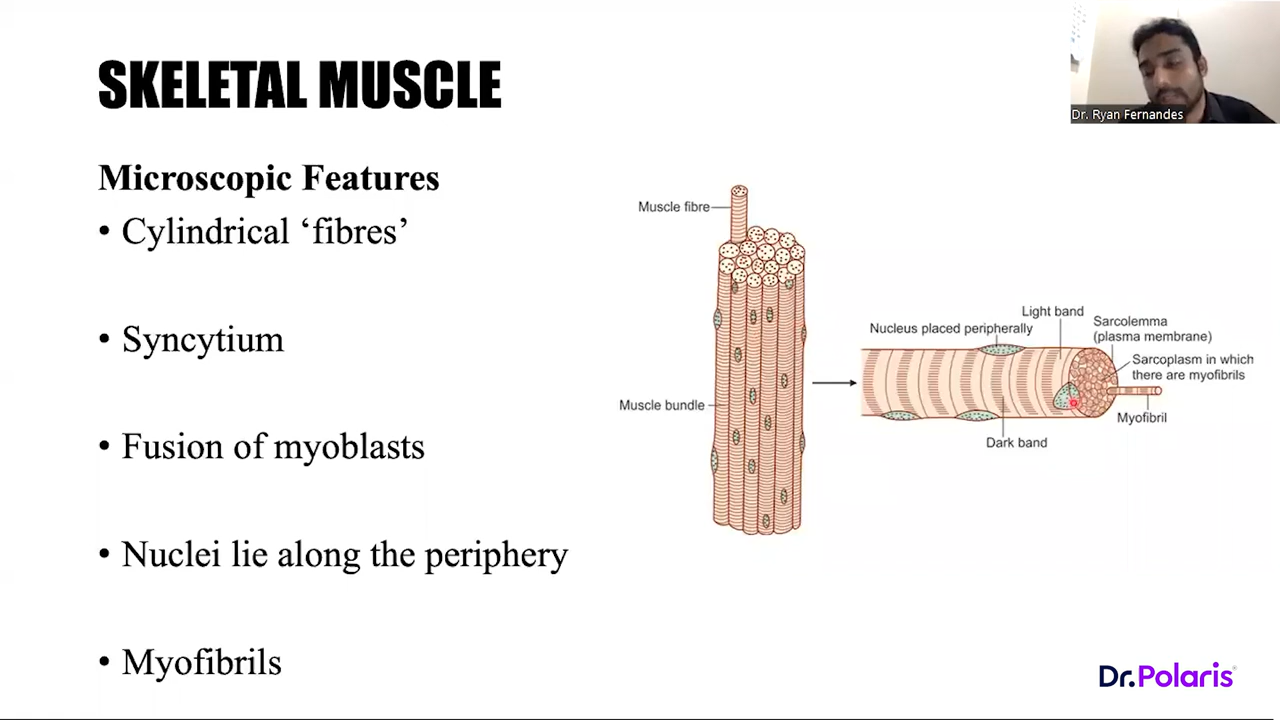 SKELETAL MUSCLE
Dr. Ryan Fernandes
Microscopic Features
• Cylindrical ‘fibres’
• Syncytium
• Fusion of myoblasts
• Nuclei lie along the periphery
• Myofibrils
Muscle fibre
Muscle bundle
Nucleus placed peripherally
Light band
Sarcolemma
(plasma membrane)
Sarcoplasm in which
there are myofibrils
Myofibril
Dark band
Dr.Polaris